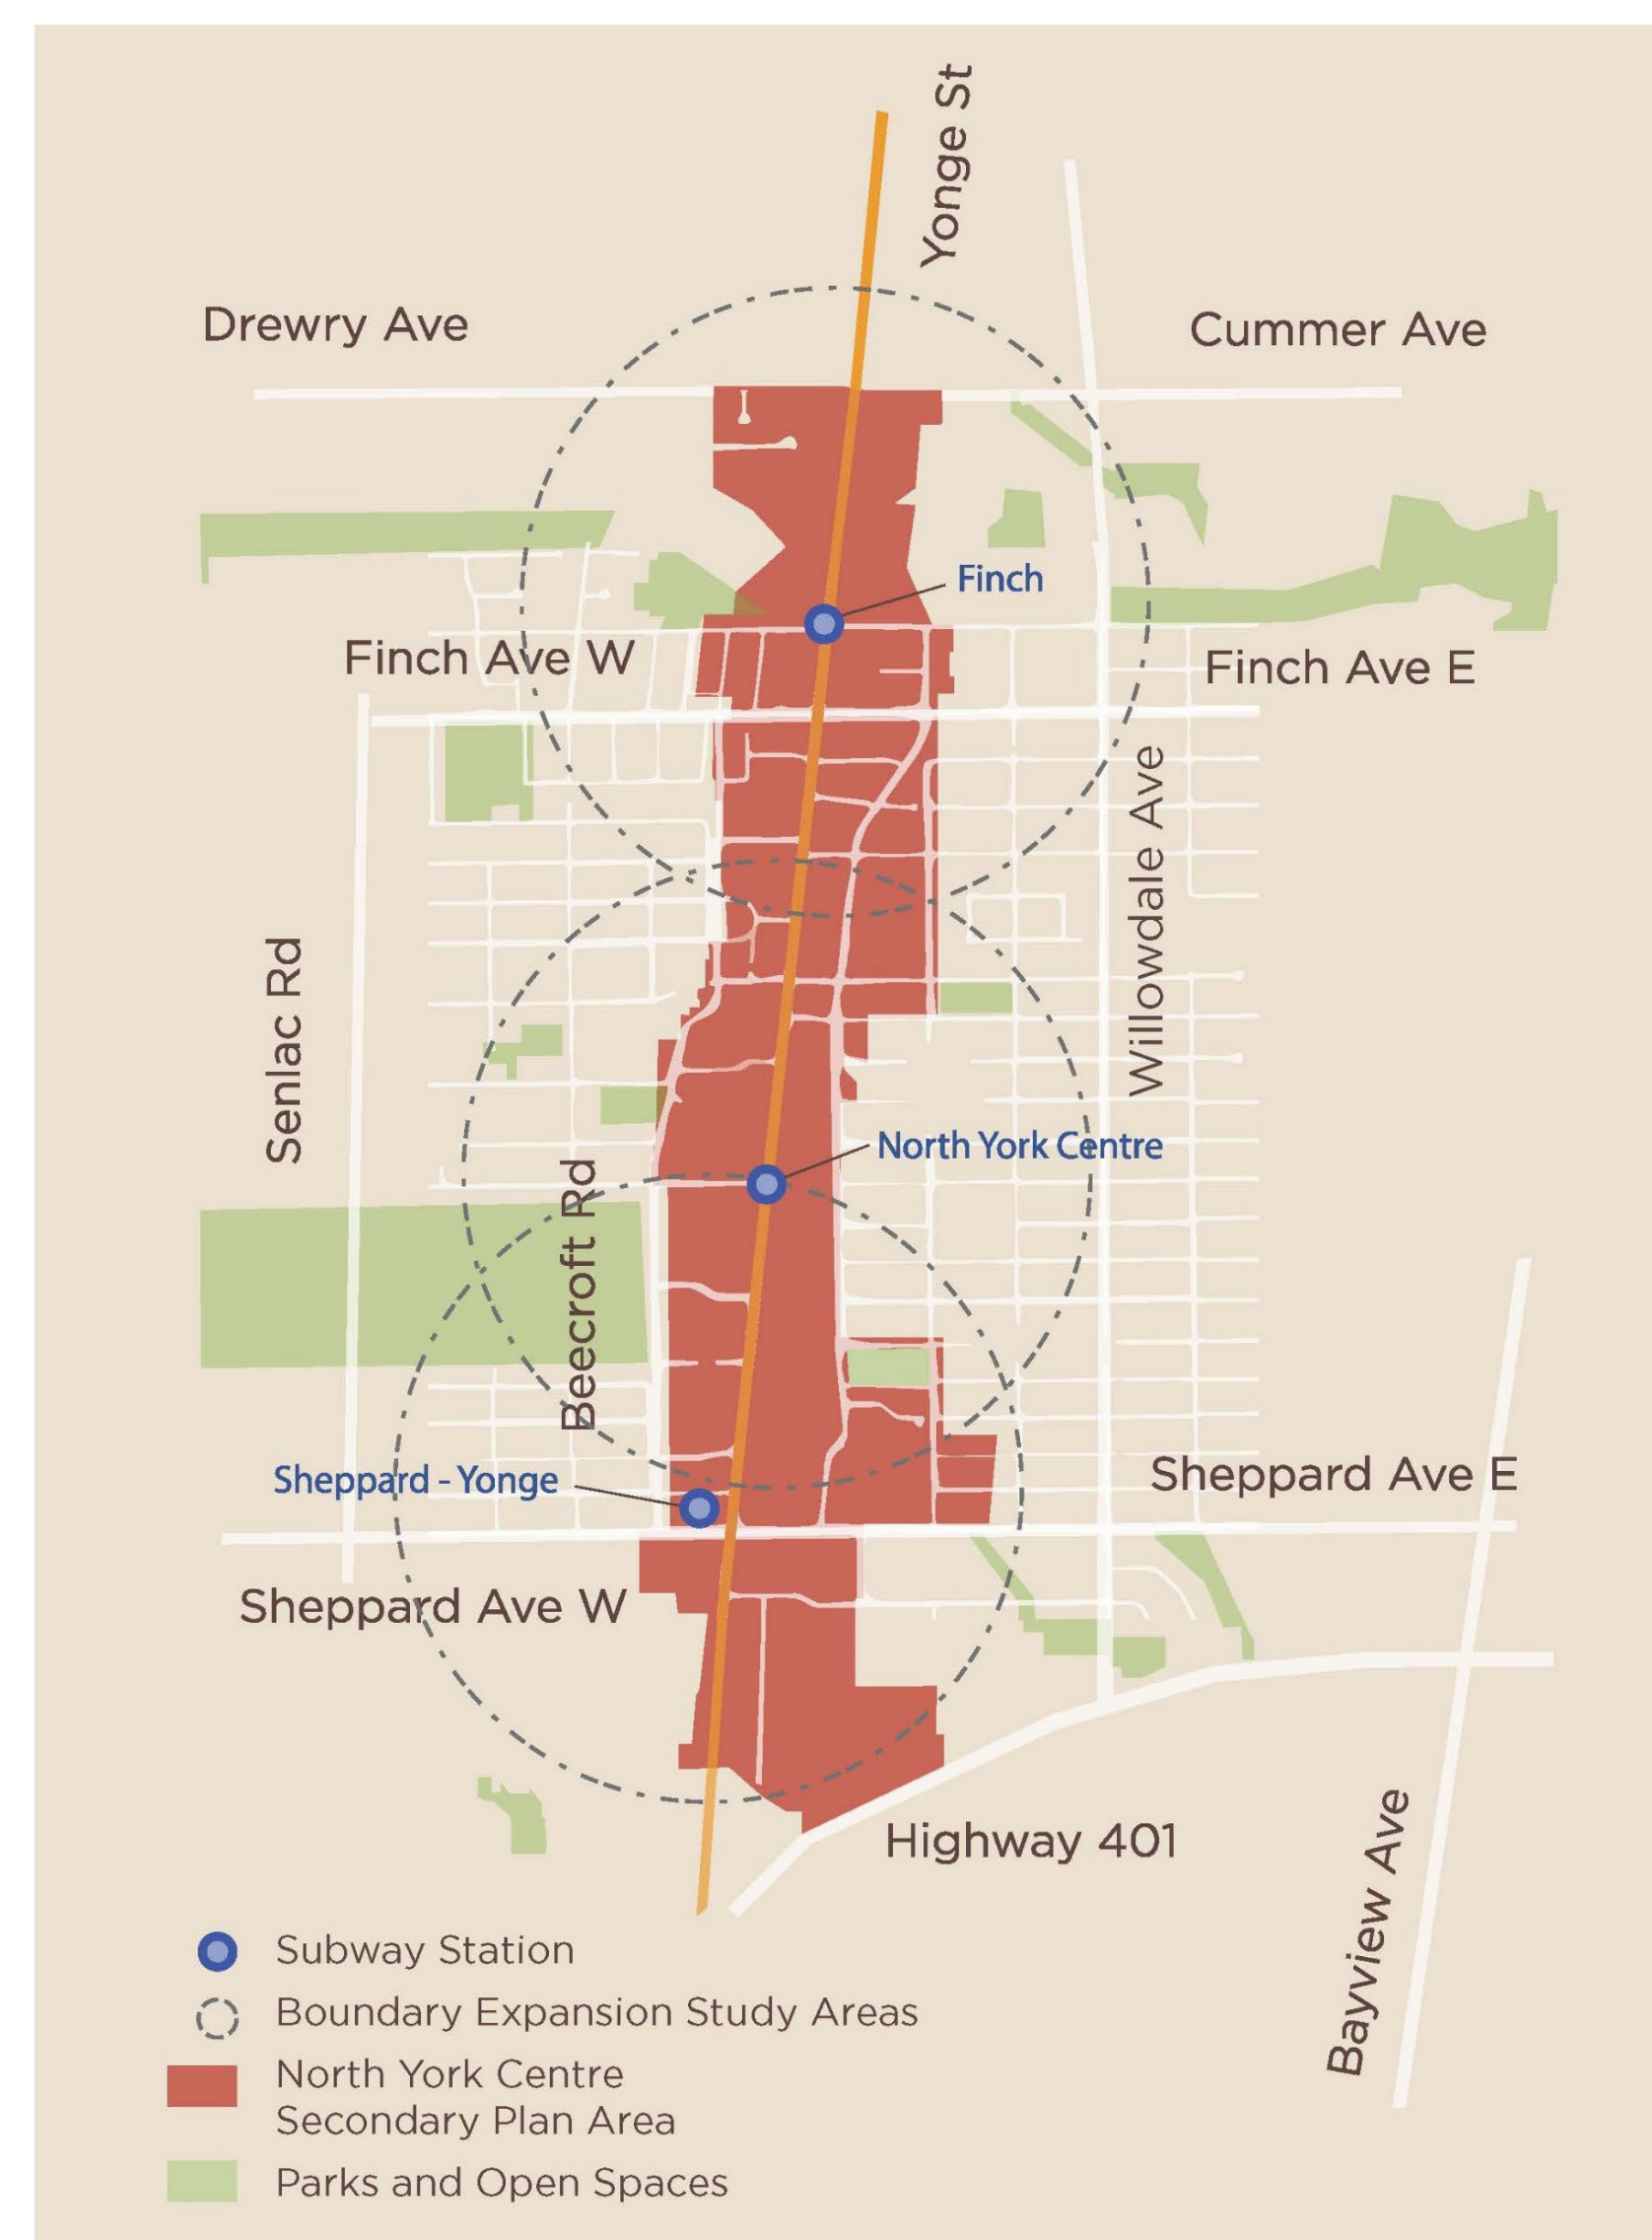 Yonge St
Drewry Ave
Cummer Ave
Finch
Finch Ave W
Finch Ave E
Willowdale Ave
Senlac Rd
North York Centre
Beecroft Rd
Sheppard - Yonge
Sheppard Ave E
Sheppard Ave W
Highway 401
Bayview Ave
Subway Station
Boundary Expansion Study Areas
North York Centre
Secondary Plan Area
Parks and Open Spaces